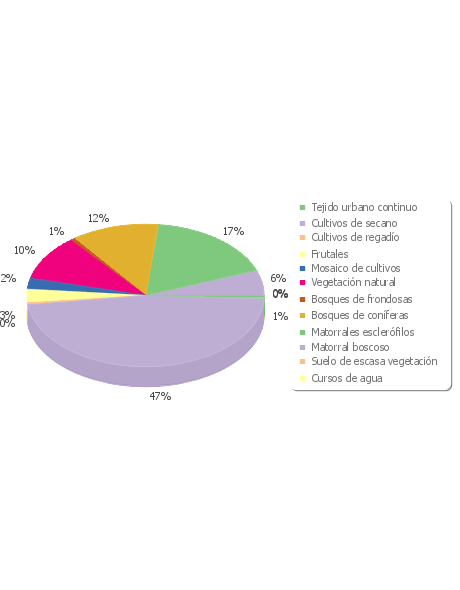 12%
17%
1%
10%
2%
3%
0%
6%
0%
1%
47%
Tejido urbano continuo
Cultivos de secano
Cultivos de regadío
Frutales
Mosaico de cultivos
Vegetación natural
Bosques de frondosas
Bosques de coníferas
Matorrales esclerófilos
Matorral boscoso
Suelo de escasa vegetación
Cursos de agua